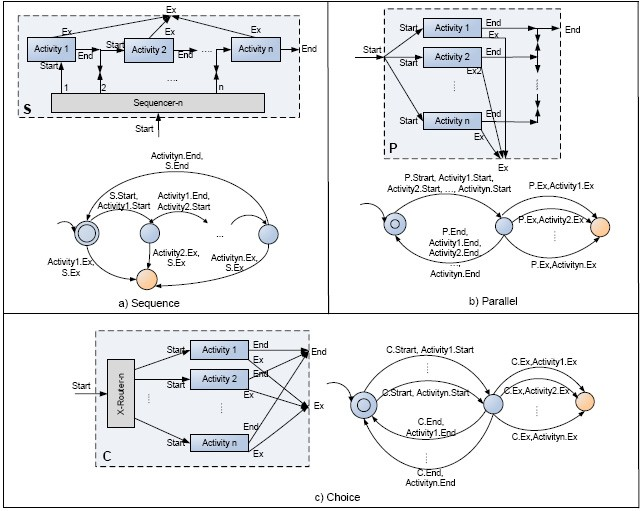 Ex
Ex
Ex
Ex
Activity 1
Start
Activity 2
....
Activity n
End
Start
End
End
1
2
....
n
S
Sequencer-n
Start
Activityn.End,
S.End
S.Start,
Activity1.Start
Activity1.End,
Activity2.Start
...
Activity1.Ex,
S.Ex
Activity2.Ex,
S.Ex
Activityn.Ex,
S.Ex
a) Sequence
Start
Activity 1
End
Ex
End
Start
Start
Activity 2
End
Ex2
Start
Activity n
End
Ex
P
Ex
P.Strart, Activity1.Start,
Activity2.Start, ..., Activityn.Start
P.Ex,Activity1.Ex
P.Ex,Activity2.Ex
P.End,
Activity1.End,
Activity2.End,
...,
Activityn.End
P.Ex,Activityn.Ex
b) Parallel
Start
X-Router-n
Start
Activity 1
End
Ex
End
Start
Activity 2
End
Ex
Ex
Start
Activity n
End
Ex
C
C.Strart, Activity1.Start
C.Strart, Activityn.Start
C.End,
Activity1.End
C.End,
Activityn.End
C.Ex,Activity1.Ex
C.Ex,Activity2.Ex
C.Ex,Activityn.Ex
c) Choice